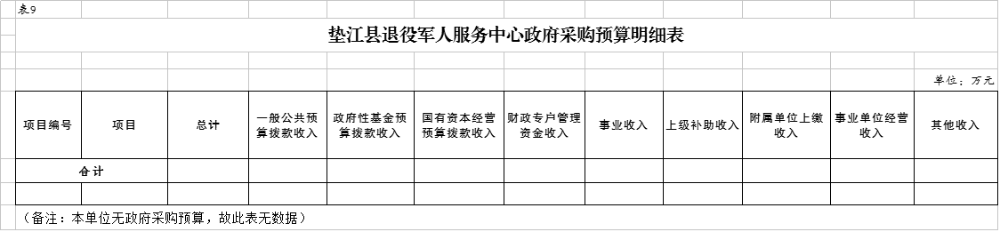 表9
垫江县退役军人服务中心政府采购预算明细表
单位：万元
项目编号 项目 总计 一般公共预算拨款收入 政府性基金预算拨款收入 国有资本经营预算拨款收入 财政专户管理资金收入 事业收入 上级补助收入 附属单位上缴收入 事业单位经营收入 其他收入
合计
（备注：本单位无政府采购预算，故此表无数据）